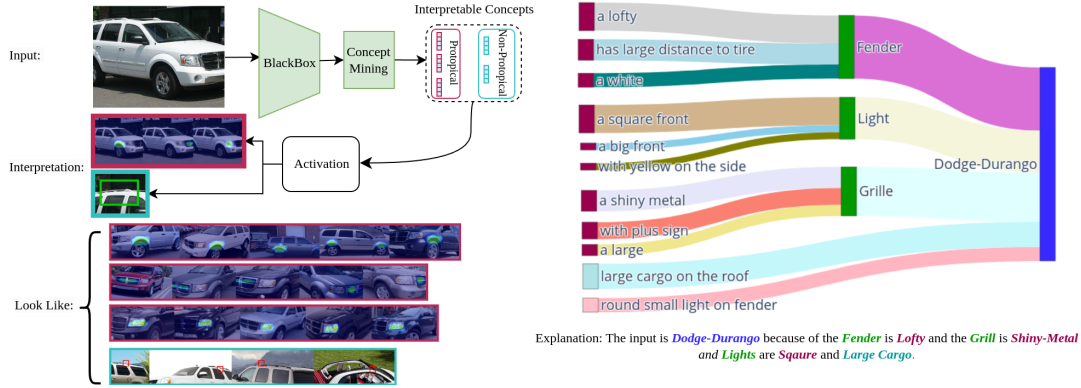 Interpretable Concepts
Input:
BlackBox
Concept
Mining
Protopical
Non-Protopical
Interpretation:
Activation
Look Like:
a lofty
has large distance to tire
a white
a square front
a big front
with yellow on the side
a shiny metal
with plus sign
a large
large cargo on the roof
round small light on fender
Fender
Light
Grille
Dodge-Durango
Explanation: The input is Dodge-Durango because of the Fender is Lofty and the Grill is Shiny-Metal
and Lights are Sqaure and Large Cargo.